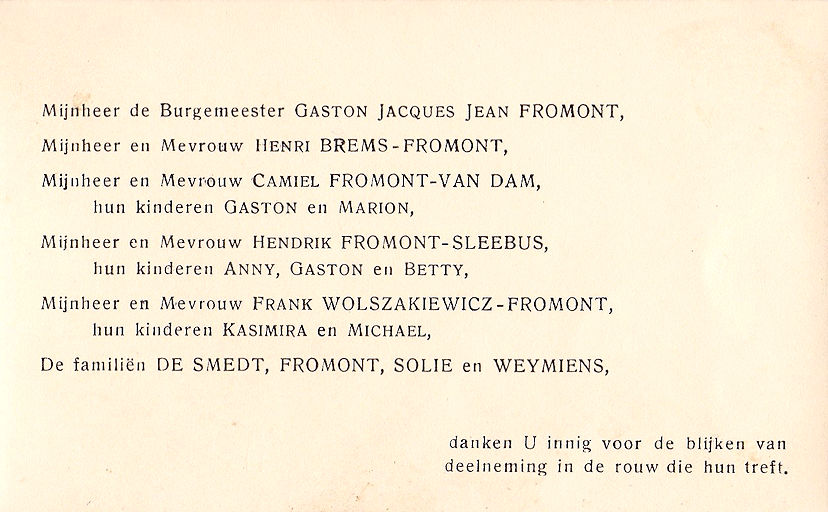 Mijnheer de Burgemeester GASTON JACQUES JEAN FROMONT,
Mijnheer en Mevrouw HENRI BREMS-FROMONT,
Mijnheer en Mevrouw CAMIEL FROMONT-VAN DAM,
hun kinderen GASTON en MARION,
Mijnheer en Mevrouw HENDRIK FROMONT-SLEEBUS,
hun kinderen ANNY, GASTON en BETTY,
Mijnheer en Mevrouw FRANK WOLSZAKIEWICZ-FROMONT,
hun kinderen KASIMIRA en MICHAEL,
De familiën DE SMEDT, FROMONT, SOLIE en WEYMIENS,
danken U innig voor de blijken van
deelneming in de rouw die hun treft.